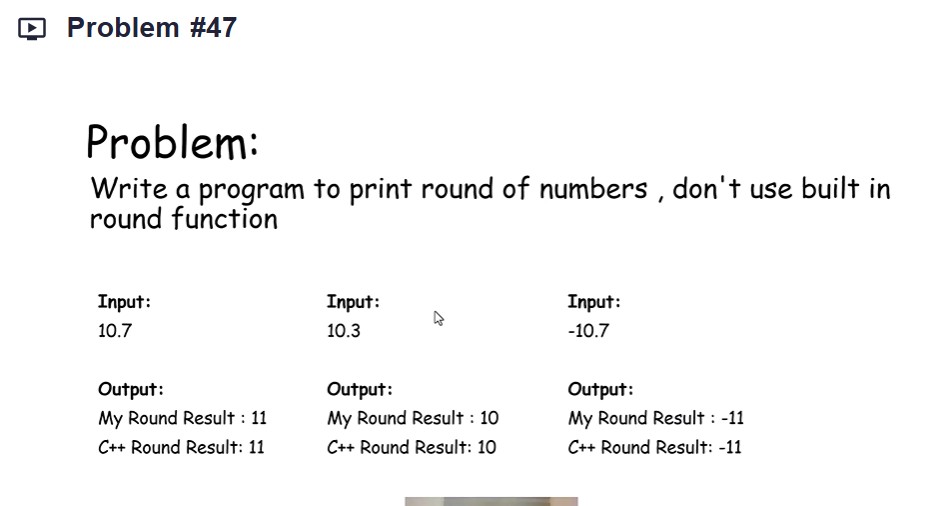 Problem #47
Problem:
Write a program to print round of numbers , don't use built in
round function
Input:
10.7
Output:
My Round Result : 11
C++ Round Result: 11
Input:
10.3
Output:
My Round Result : 10
C++ Round Result: 10
Input:
-10.7
Output:
My Round Result : -11
C++ Round Result: -11